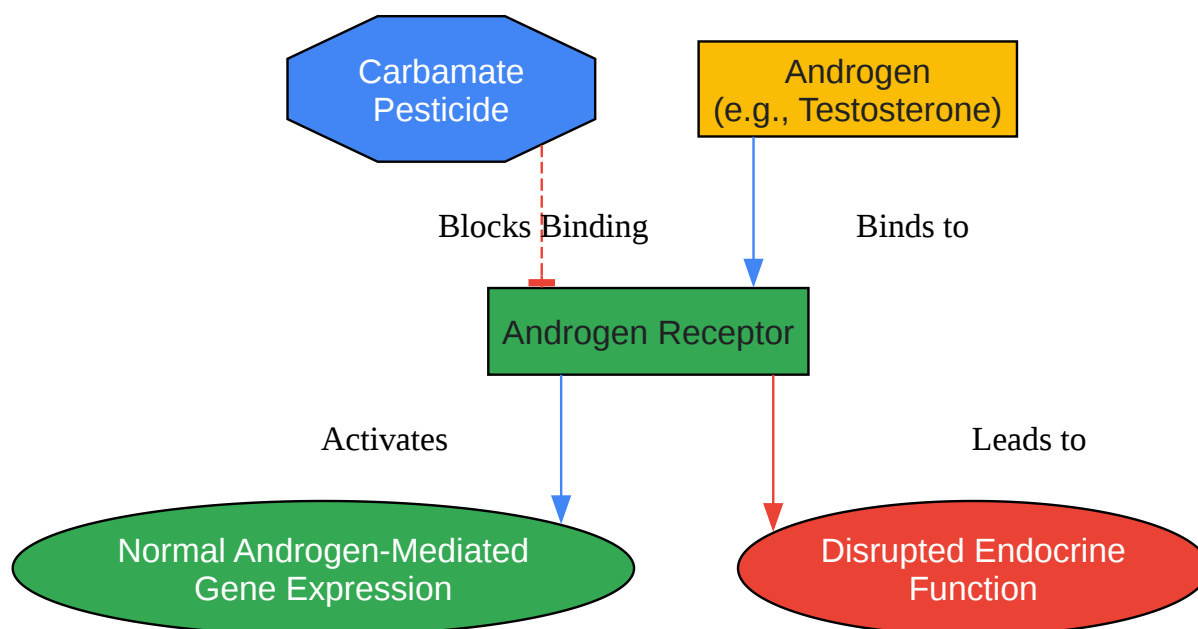 Carbamate
Pesticide
Androgen
(e.g., Testosterone)
Blocks Binding
Binds to
Androgen Receptor
Activates
Leads to
Normal Androgen-Mediated
Gene Expression
Disrupted Endocrine
Function